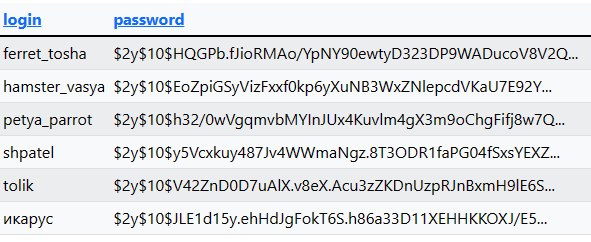 login password
ferret_tosha $2y$10$HQGPb.fJioRMAo/YpNY90ewtyD323DP9WADucoV8V2Q...
hamster_vasya $2y$10$EoZpiGSyVizFxxf0kp6yXuNB3WxZNlepcdVKaU7E92Y...
petya_parrot $2y$10$h32/0wVgqmvbMYInJUx4Kuvlm4gX3m9oChgFifj8w7Q...
shpatel $2y$10$y5Vcxkuy487Jv4WWmaNgz.8T3ODR1faPG04fSxsYEXZ...
tolik $2y$10$V42ZnD0D7uAlX.v8eX.Acu3zZKDnUzpRJnBxmH9lE6S...
икарус $2y$10$JLE1d15y.ehHdJgFokT6S.h86a33D11XEHHKKOXJ/E5...